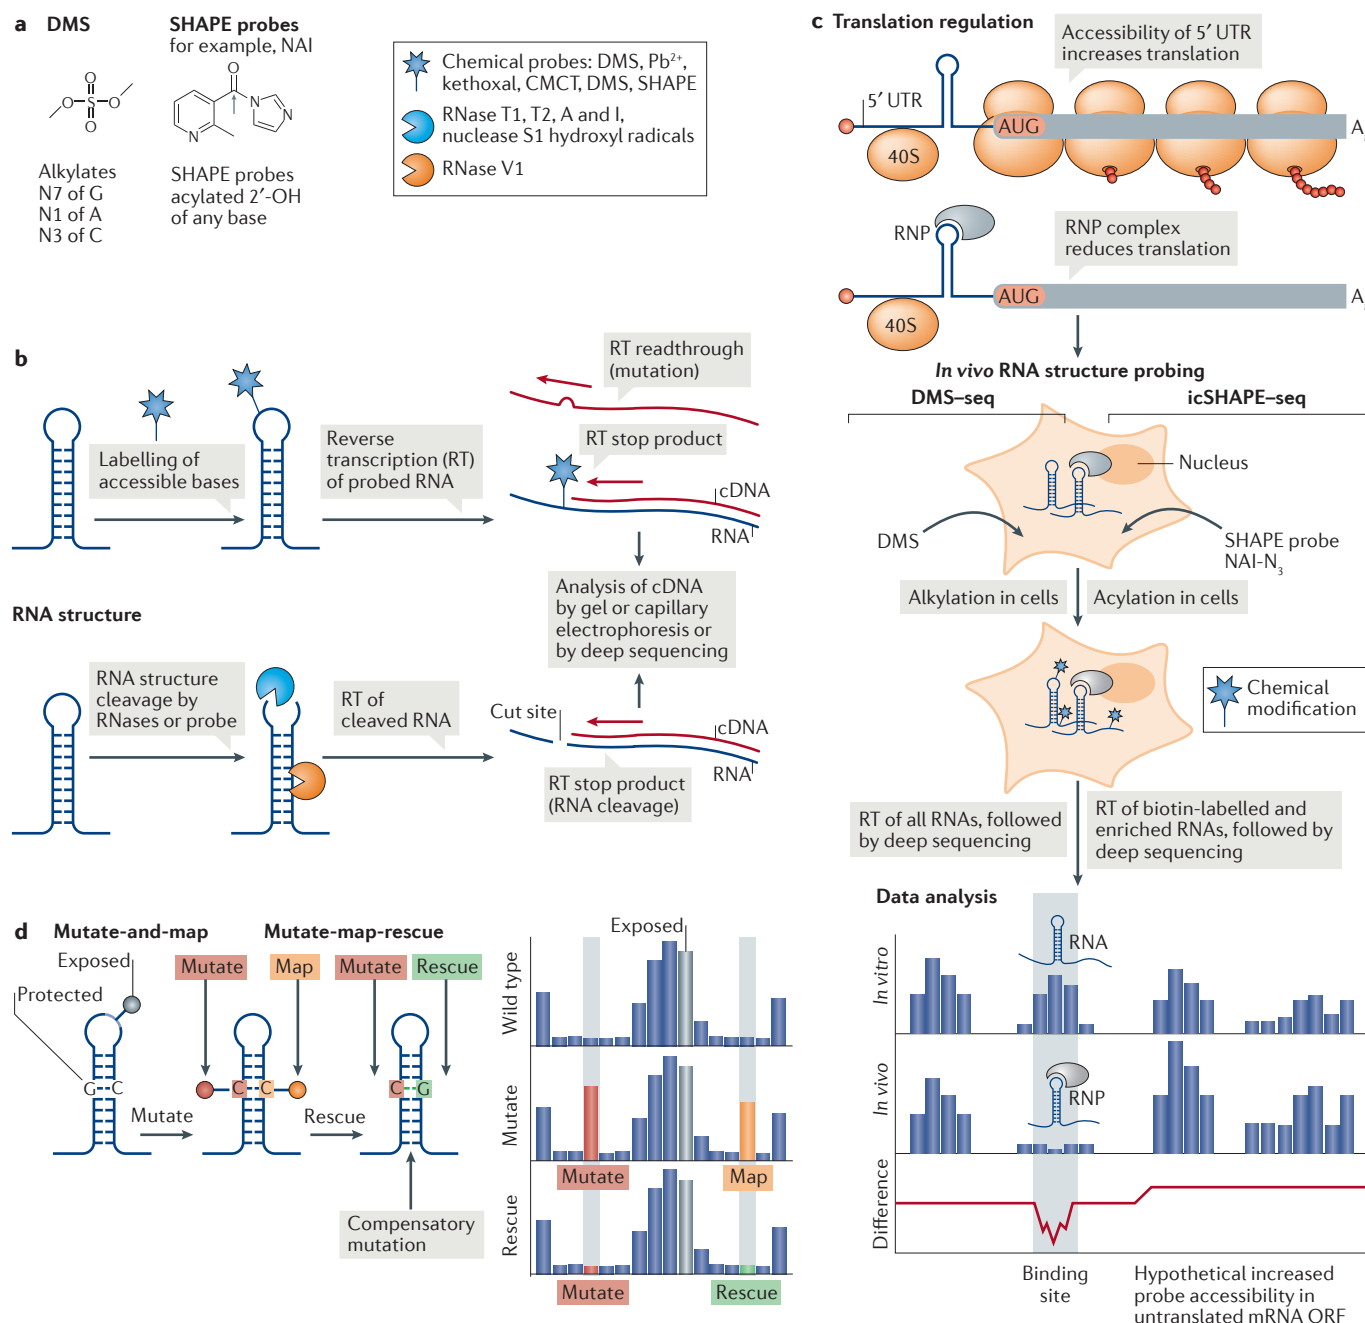 a DMS
SHAPE probes
for example, NAI
O
O
S
O
O
O
N
N
N
Alkylates
N7 of G
N1 of A
N3 of C
SHAPE probes
acylated 2′-OH
of any base
Chemical probes: DMS, Pb²⁺,
kethoxal, CMCT, DMS, SHAPE
RNase T1, T2, A and I,
nuclease S1 hydroxyl radicals
RNase V1
b
Labelling of
accessible bases
Reverse
transcription (RT)
of probed RNA
RT readthrough
(mutation)
RT stop product
cDNA
RNA
Analysis of cDNA
by gel or capillary
electrophoresis or
by deep sequencing
RNA structure
RNA structure
cleavage by
RNases or probe
RT of
cleaved RNA
Cut site
cDNA
RNA
RT stop product
(RNA cleavage)
c Translation regulation
Accessibility of 5′ UTR
increases translation
5′ UTR
AUG
A
40S
RNP
RNP complex
reduces translation
AUG
A
40S
In vivo RNA structure probing
DMS–seq
icSHAPE–seq
Nucleus
DMS
SHAPE probe
NAI-N₃
Alkylation in cells
Acylation in cells
Chemical
modification
RT of all RNAs, followed
by deep sequencing
RT of biotin-labelled and
enriched RNAs, followed by
deep sequencing
Data analysis
In vitro
RNA
In vivo
RNP
Difference
Binding
site
Hypothetical increased
probe accessibility in
untranslated mRNA ORF
d Mutate-and-map
Mutate-map-rescue
Exposed
Protected
Mutate
Map
Mutate
Rescue
G C
C C
C G
Mutate
Rescue
Compensatory
mutation
Exposed
Wild type
Mutate
Mutate
Map
Rescue
Mutate
Rescue